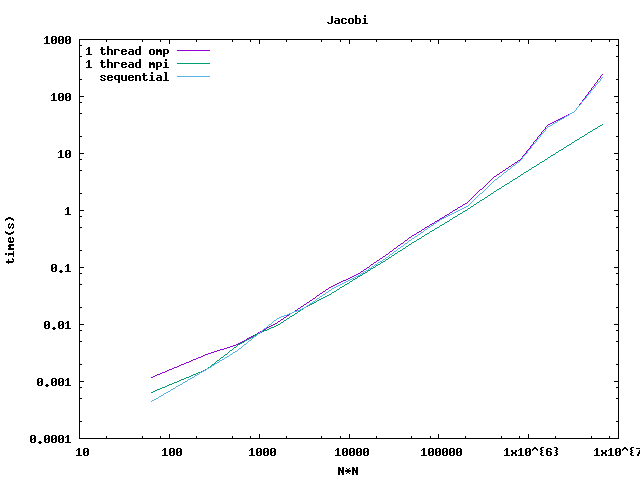 Jacobi
1000
100
10
1
0.1
0.01
0.001
0.0001
time(s)
1 thread omp
1 thread mpi
sequential
10 100 1000 10000 100000 1x10^{6} 1x10^{7
N*N